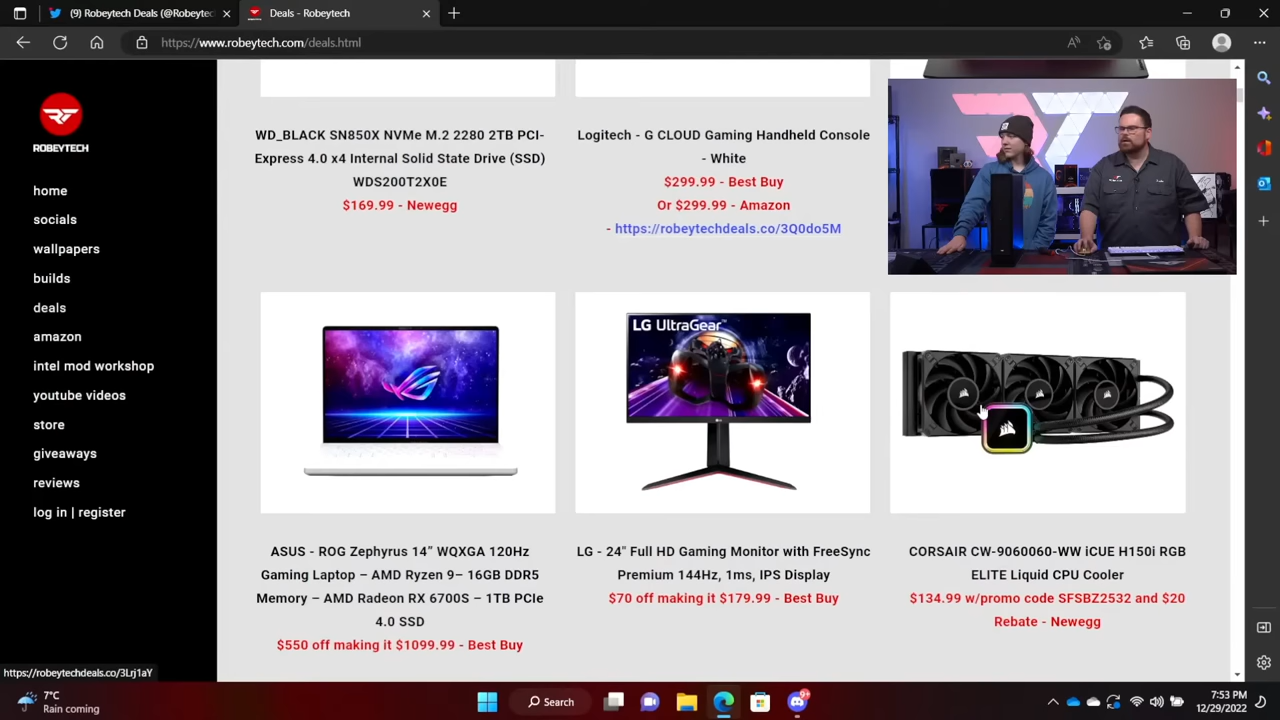 (9) Robeytech Deals (@Robeytec
Deals - Robeytech
https://www.robeytech.com/deals.html
ROBEYTECH
home
socials
wallpapers
builds
deals
amazon
intel mod workshop
youtube videos
store
giveaways
reviews
log in | register
WD_BLACK SN850X NVMe M.2 2280 2TB PCI-
Express 4.0 x4 Internal Solid State Drive (SSD)
WDS200T2X0E
$169.99 - Newegg
Logitech - G CLOUD Gaming Handheld Console
- White
$299.99 - Best Buy
Or $299.99 - Amazon
- https://robeytechdeals.co/3Q0do5M
LG UltraGear™
ASUS - ROG Zephyrus 14” WQXGA 120Hz
Gaming Laptop – AMD Ryzen 9– 16GB DDR5
Memory – AMD Radeon RX 6700S – 1TB PCIe
4.0 SSD
$550 off making it $1099.99 - Best Buy
LG - 24" Full HD Gaming Monitor with FreeSync
Premium 144Hz, 1ms, IPS Display
$70 off making it $179.99 - Best Buy
CORSAIR CW-9060060-WW iCUE H150i RGB
ELITE Liquid CPU Cooler
$134.99 w/promo code SFSBZ2532 and $20
Rebate - Newegg
https://robeytechdeals.co/3Lrj1aY
7°C
Rain coming
Search
9+
7:53 PM
12/29/2022